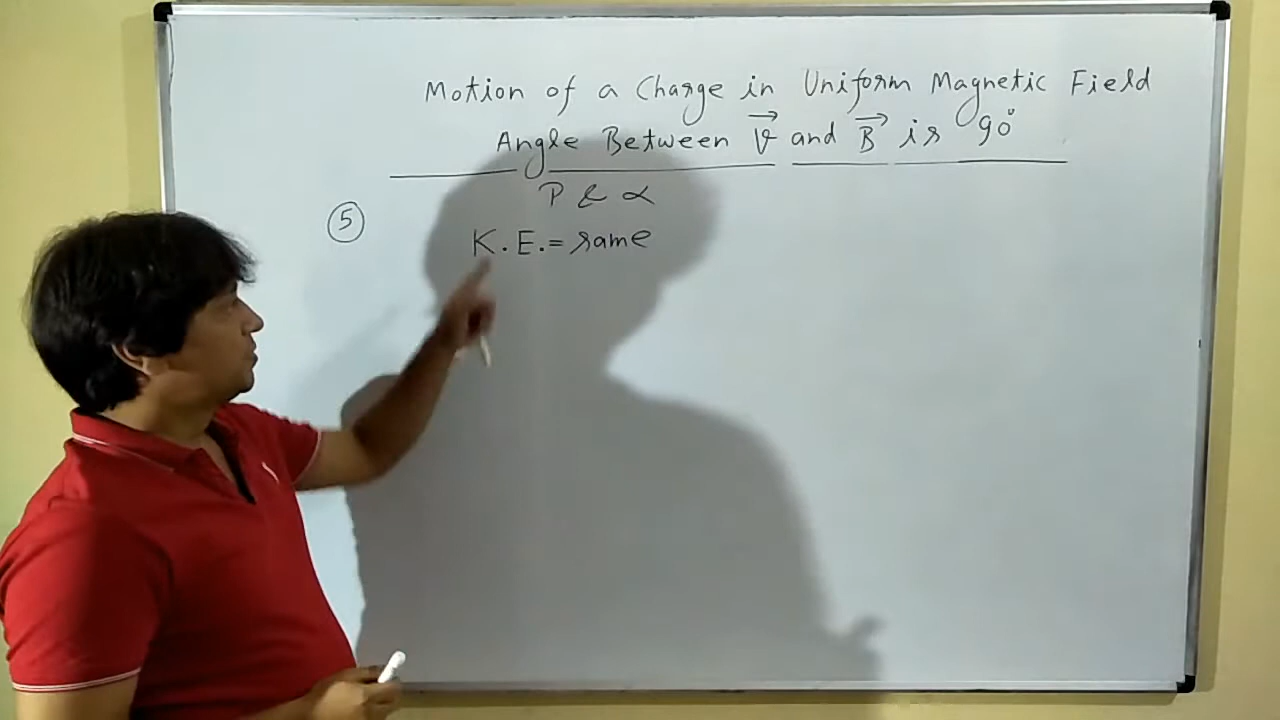 Motion of a Charge in Uniform Magnetic Field
Angle Between V⃗ and B⃗ is 90°
P & α
5
K.E. = same